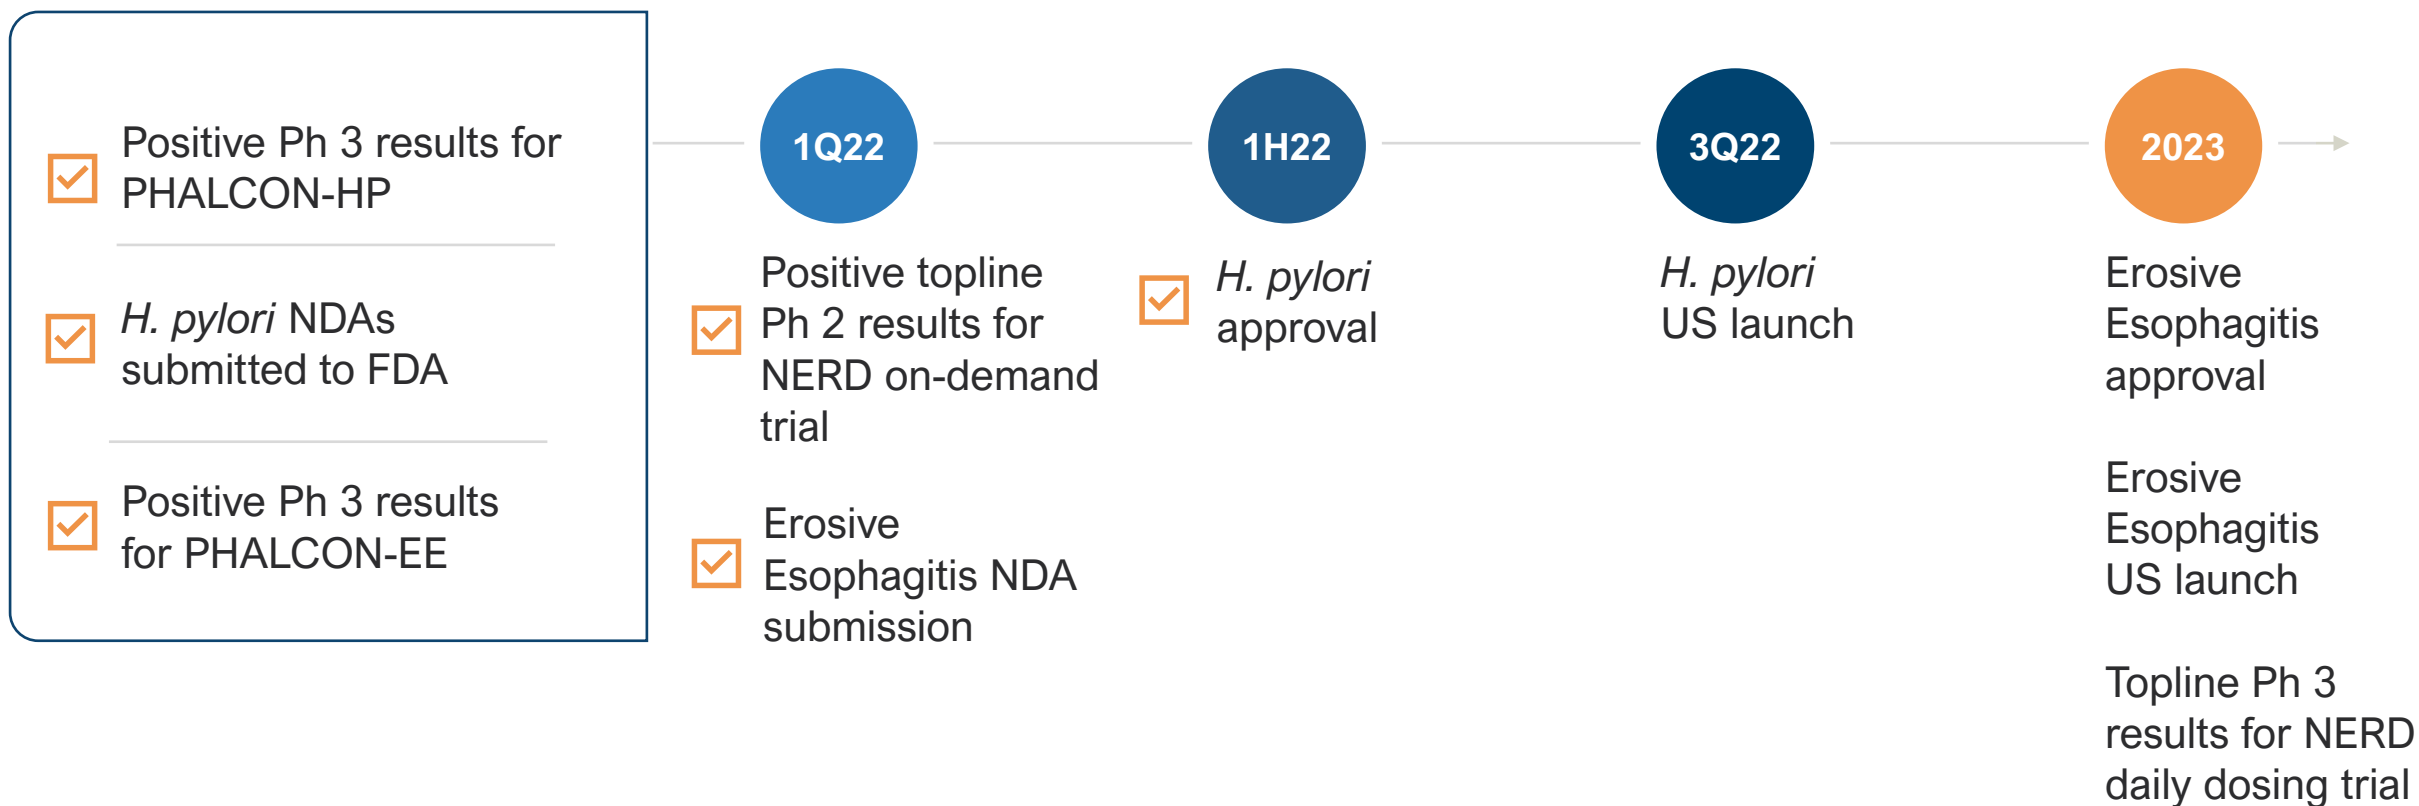 Positive Ph 3 results for
PHALCON-HP
H. pylori NDAs
submitted to FDA
Positive Ph 3 results
for PHALCON-EE
1Q22
Positive topline
Ph 2 results for
NERD on-demand
trial
Erosive
Esophagitis NDA
submission
1H22
H. pylori
approval
3Q22
H. pylori
US launch
2023
Erosive
Esophagitis
approval
Erosive
Esophagitis
US launch
Topline Ph 3
results for NERD
daily dosing trial